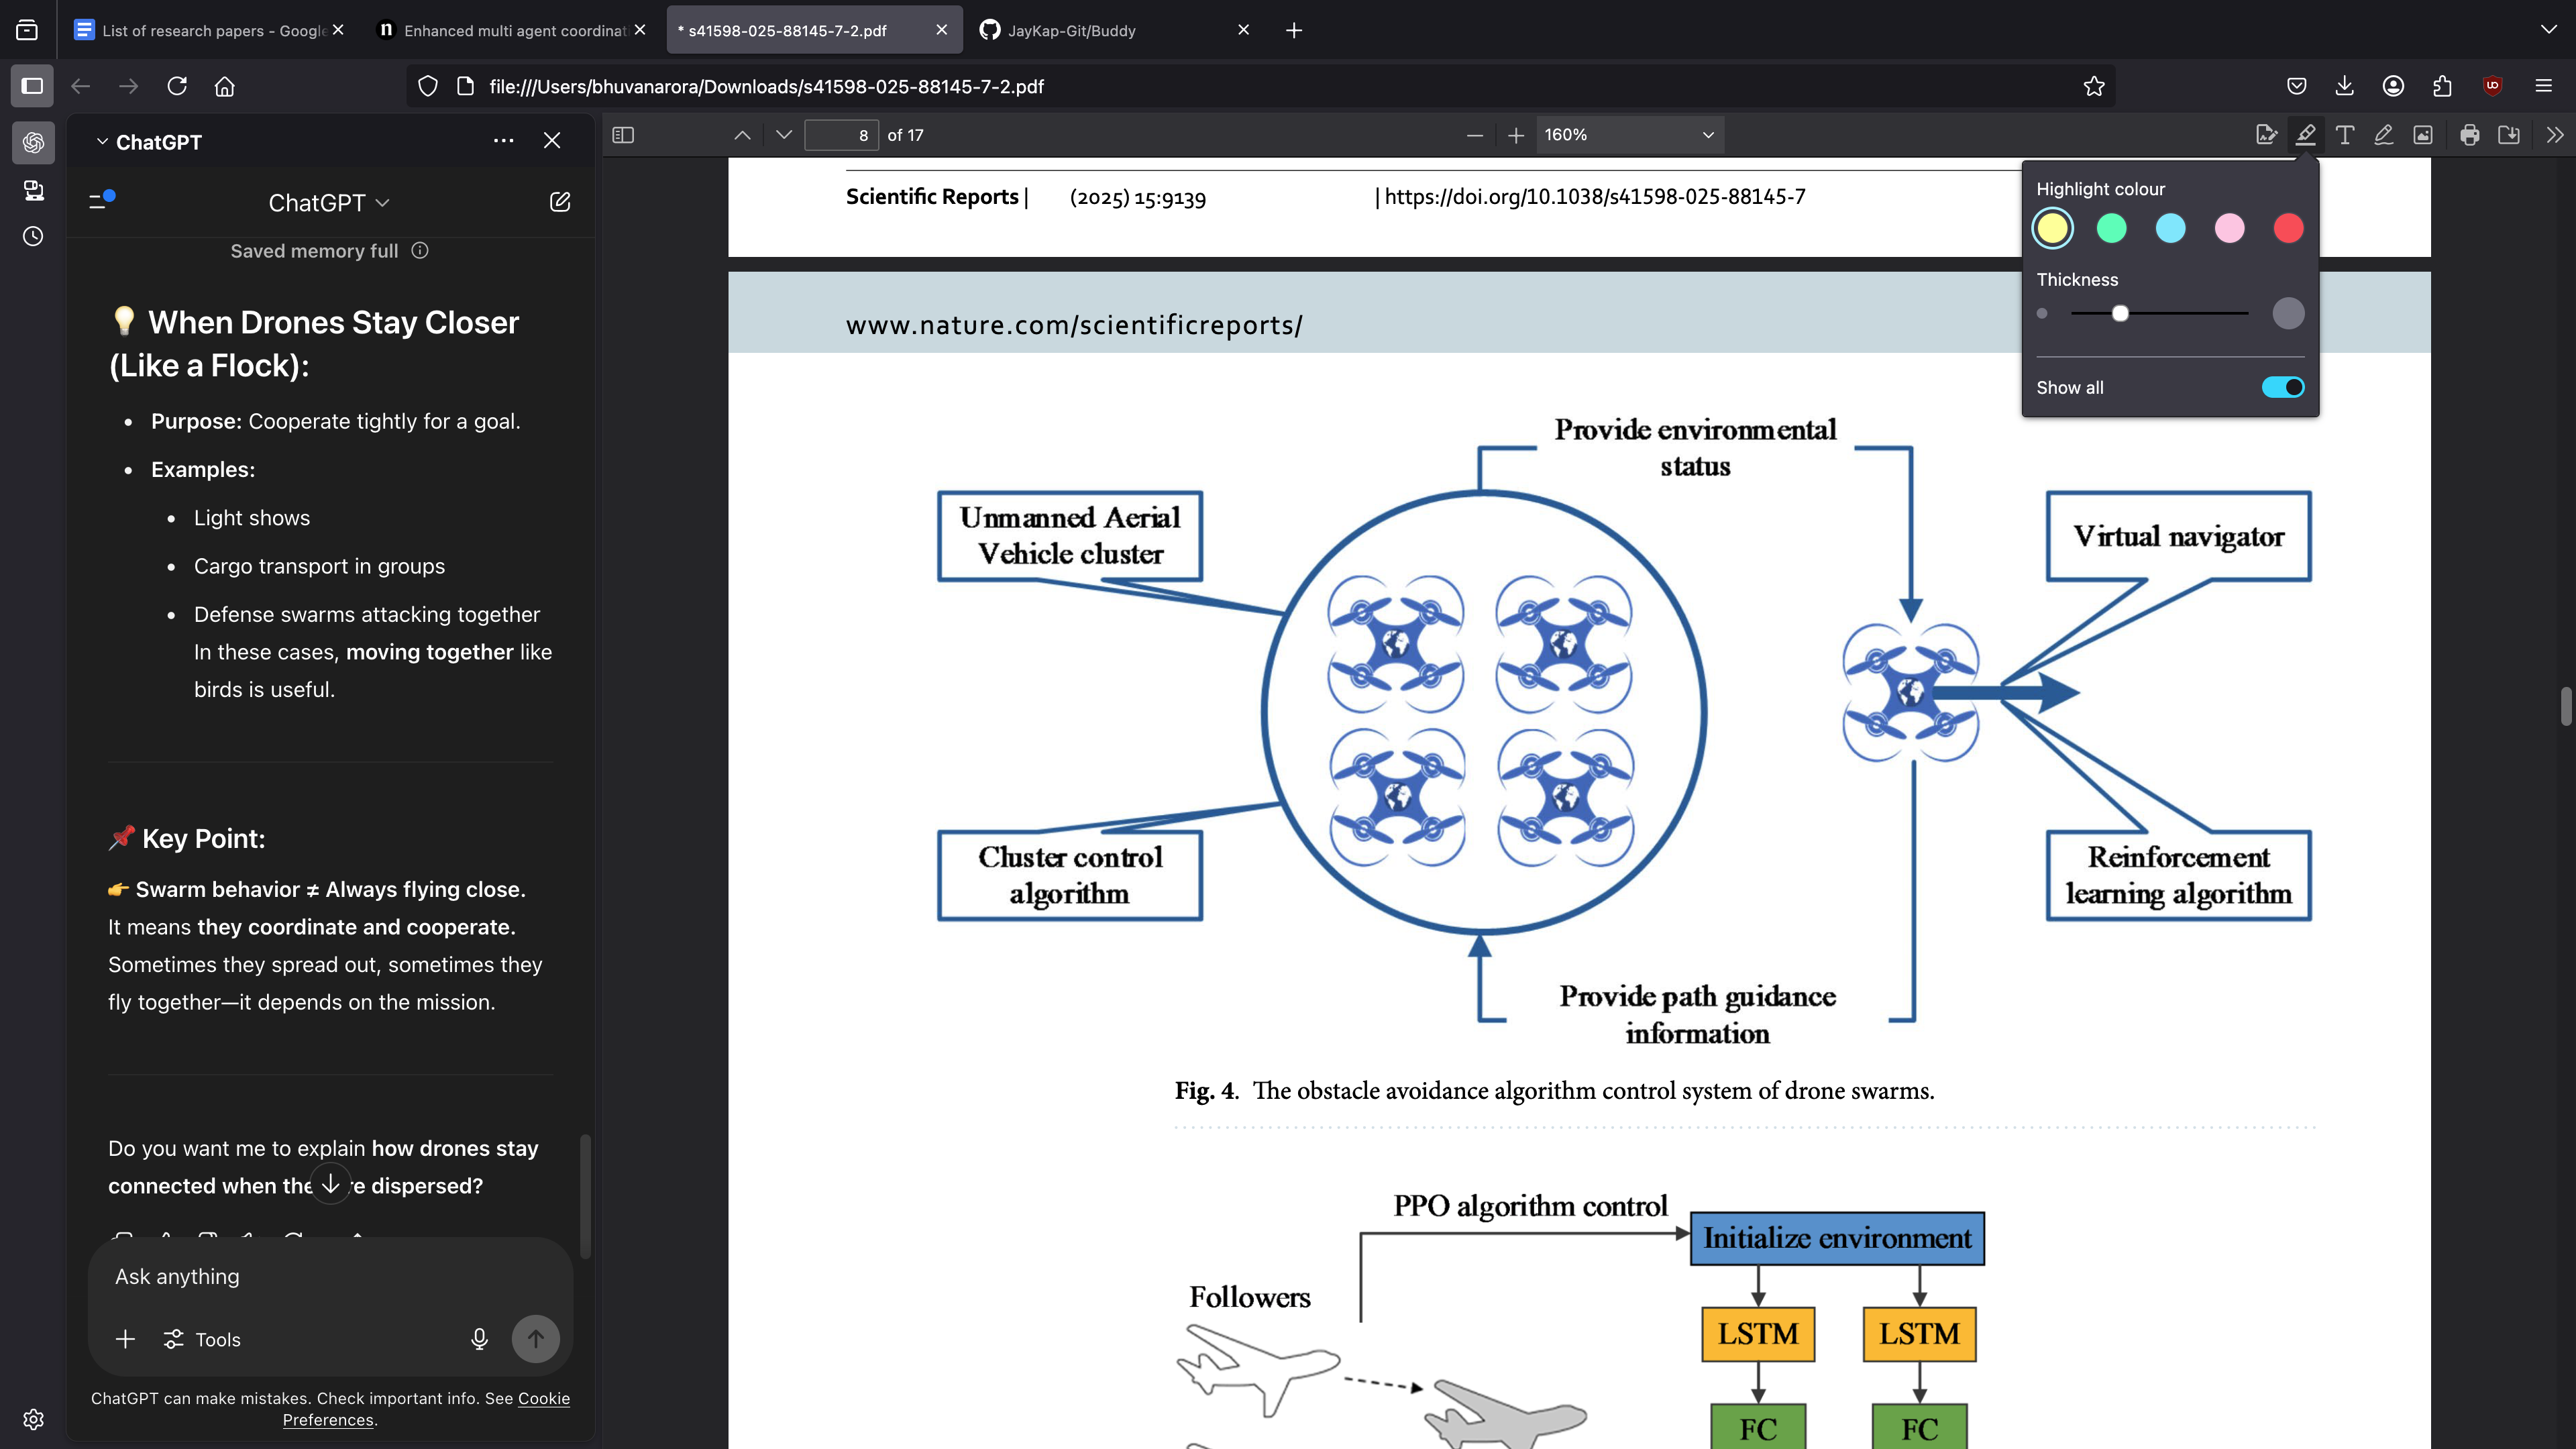 List of research papers - Google
Enhanced multi agent coordinat
* s41598-025-88145-7-2.pdf
JayKap-Git/Buddy
file:///Users/bhuvanarora/Downloads/s41598-025-88145-7-2.pdf
ChatGPT
8 of 17
160%
ChatGPT
Saved memory full
💡 When Drones Stay Closer
(Like a Flock):
• Purpose: Cooperate tightly for a goal.
• Examples:
• Light shows
• Cargo transport in groups
• Defense swarms attacking together
In these cases, moving together like
birds is useful.
📌 Key Point:
👉 Swarm behavior ≠ Always flying close.
It means they coordinate and cooperate.
Sometimes they spread out, sometimes they
fly together—it depends on the mission.
Do you want me to explain how drones stay
connected when the re dispersed?
Ask anything
Tools
ChatGPT can make mistakes. Check important info. See Cookie
Preferences.
Scientific Reports | (2025) 15:9139 | https://doi.org/10.1038/s41598-025-88145-7
Highlight colour
Thickness
Show all
www.nature.com/scientificreports/
Provide environmental
status
Unmanned Aerial
Vehicle cluster
Virtual navigator
Cluster control
algorithm
Reinforcement
learning algorithm
Provide path guidance
information
Fig. 4. The obstacle avoidance algorithm control system of drone swarms.
PPO algorithm control
Initialize environment
Followers
LSTM LSTM
FC FC